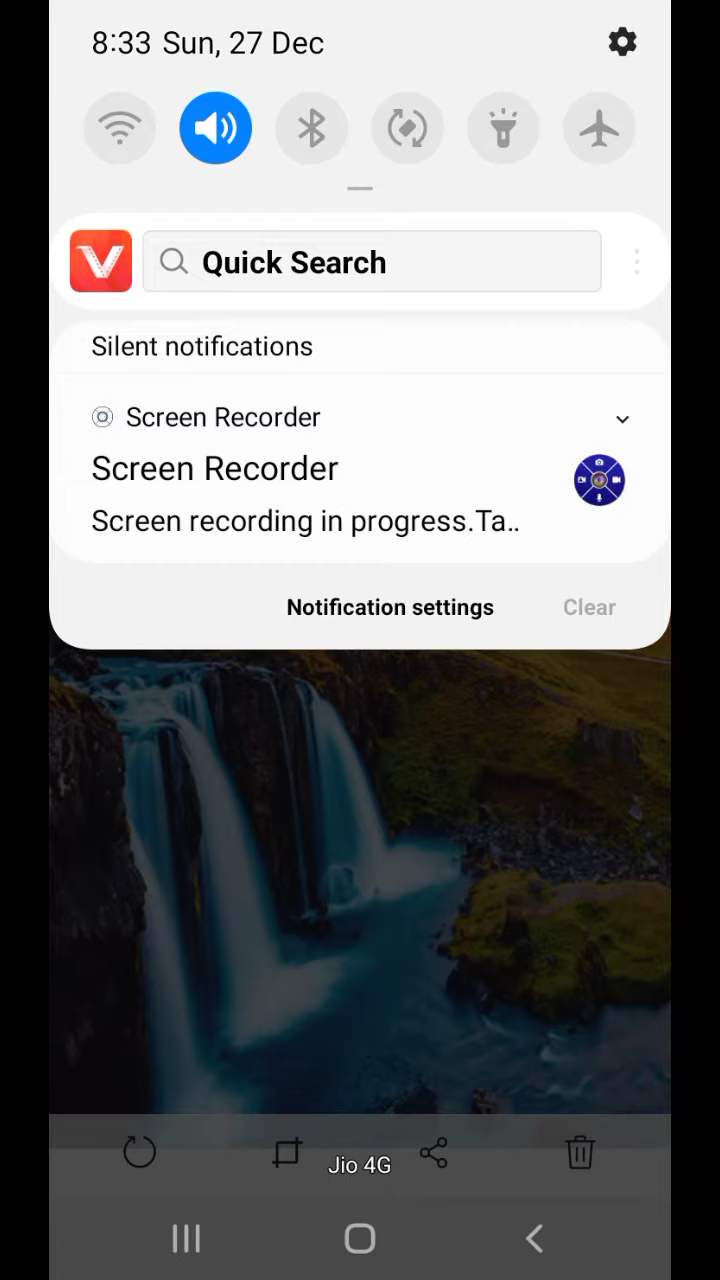 8:33 Sun, 27 Dec
V
Quick Search
Silent notifications
Screen Recorder
Screen Recorder
Screen recording in progress.Ta..
Notification settings
Clear
Jio 4G